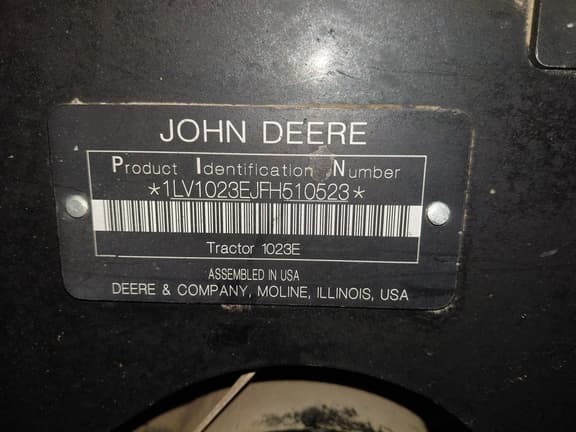 JOHN DEERE
Product Identification Number
*1LV1023EJFH510523*
Tractor 1023E
ASSEMBLED IN USA
DEERE & COMPANY, MOLINE, ILLINOIS, USA